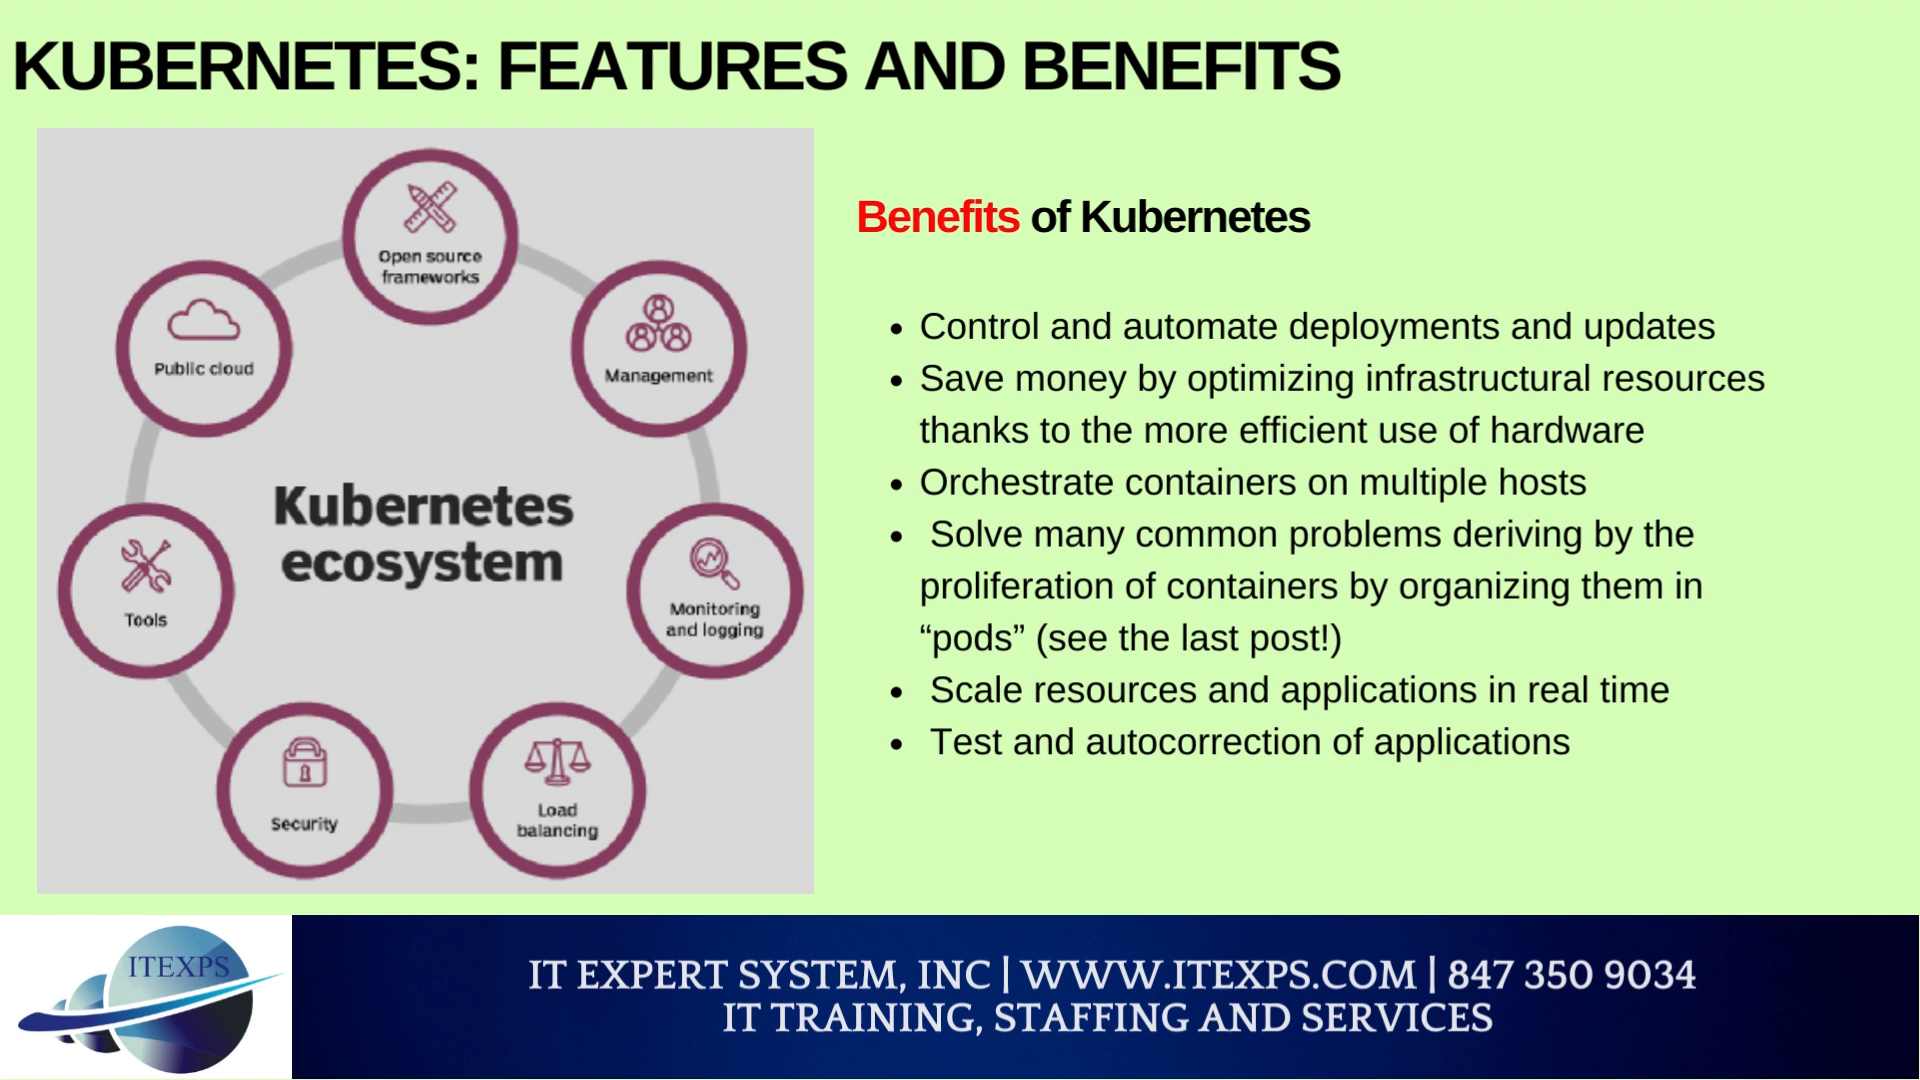 KUBERNETES: FEATURES AND BENEFITS
Open source
frameworks
Public cloud
Management
Kubernetes
ecosystem
Tools
Monitoring
and logging
Security
Load
balancing
Benefits of Kubernetes
• Control and automate deployments and updates
• Save money by optimizing infrastructural resources
thanks to the more efficient use of hardware
• Orchestrate containers on multiple hosts
• Solve many common problems deriving by the
proliferation of containers by organizing them in
“pods” (see the last post!)
• Scale resources and applications in real time
• Test and autocorrection of applications
ITEXPS
IT EXPERT SYSTEM, INC | WWW.ITEXPS.COM | 847 350 9034
IT TRAINING, STAFFING AND SERVICES